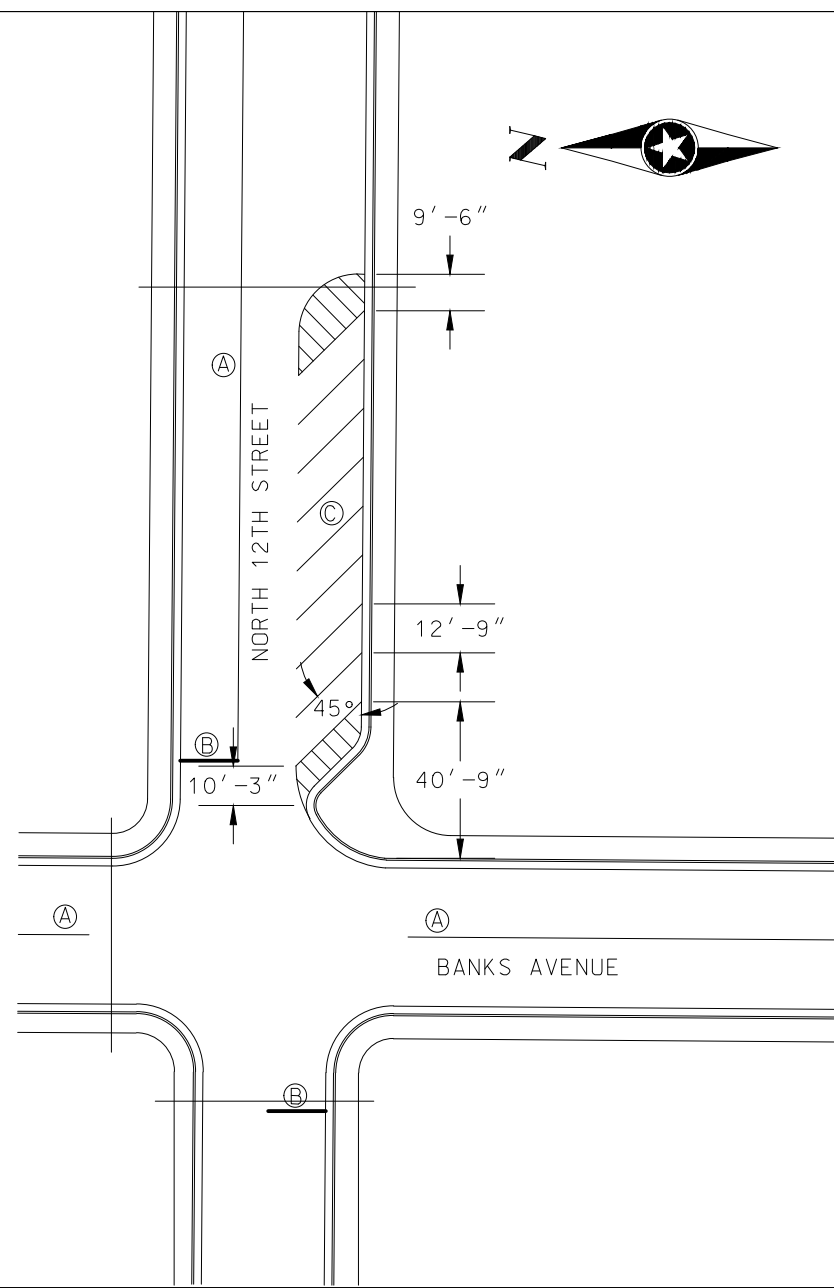 N
9'-6"
A
NORTH 12TH STREET
C
12'-9"
45°
B
10'-3"
40'-9"
A
A
BANKS AVENUE
B